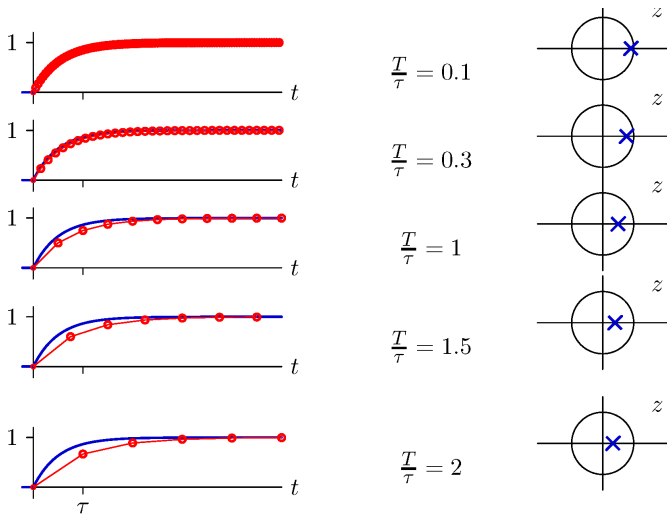 z
1
t
T/τ = 0.1
z
1
t
T/τ = 0.3
z
1
t
T/τ = 1
z
1
t
T/τ = 1.5
z
1
t
T/τ = 2
τ